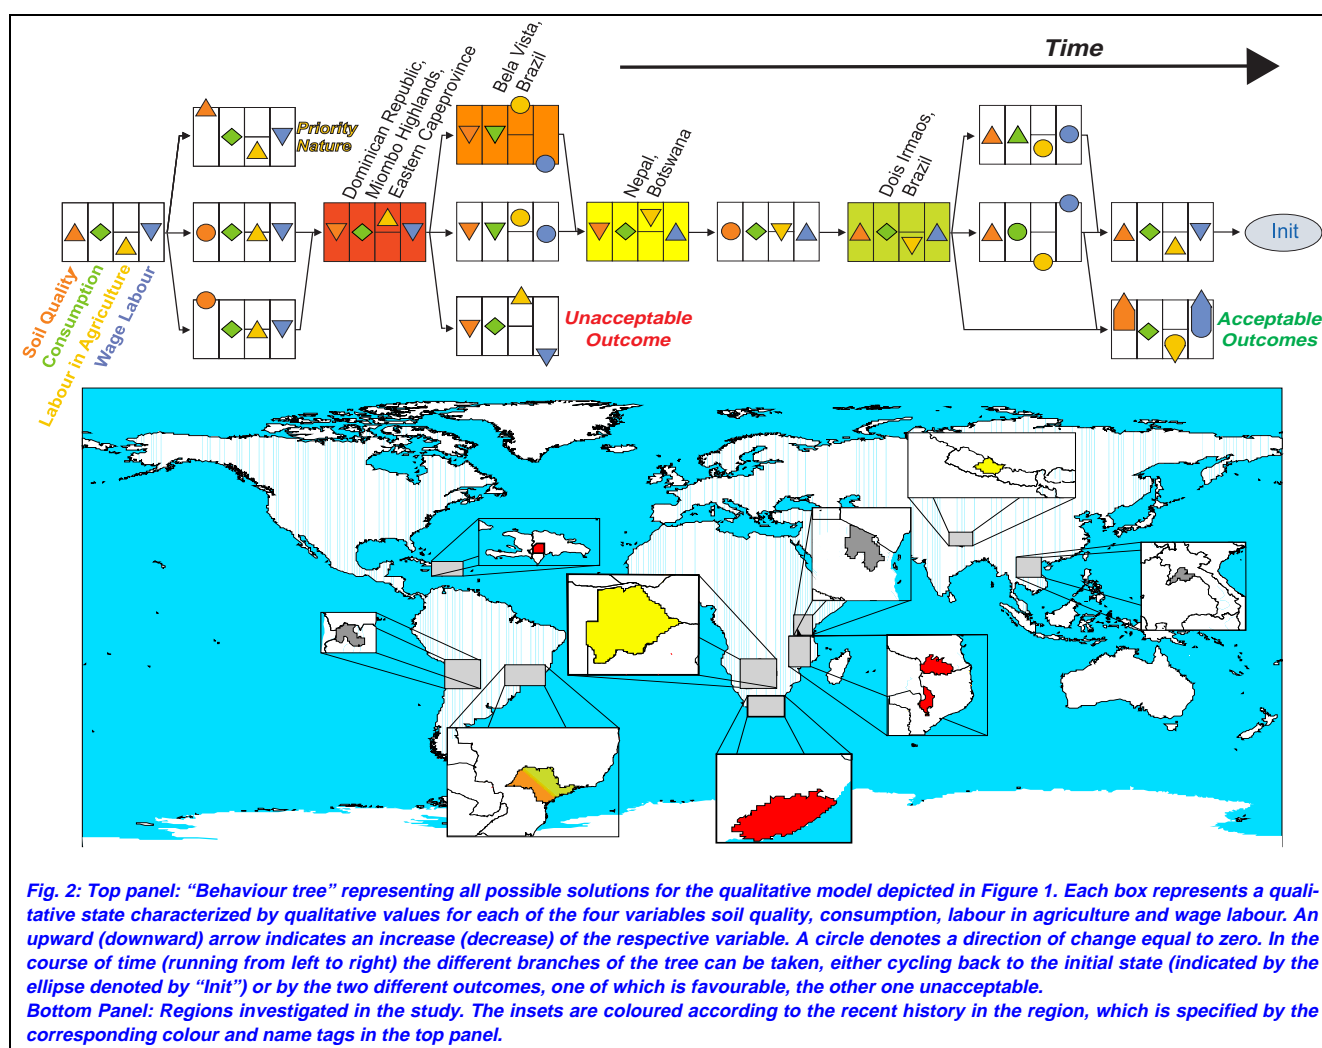 Time
Dominican Republic,
Miombo Highlands,
Eastern Capeprovince
Bela Vista,
Brazil
Nepal,
Botswana
Dois Irmaos,
Brazil
Priority
Nature
Init
Soil Quality
Consumption
Labour in Agriculture
Wage Labour
Unacceptable
Outcome
Acceptable
Outcomes
Fig. 2: Top panel: “Behaviour tree” representing all possible solutions for the qualitative model depicted in Figure 1. Each box represents a quali-
tative state characterized by qualitative values for each of the four variables soil quality, consumption, labour in agriculture and wage labour. An
upward (downward) arrow indicates an increase (decrease) of the respective variable. A circle denotes a direction of change equal to zero. In the
course of time (running from left to right) the different branches of the tree can be taken, either cycling back to the initial state (indicated by the
ellipse denoted by “Init”) or by the two different outcomes, one of which is favourable, the other one unacceptable.
Bottom Panel: Regions investigated in the study. The insets are coloured according to the recent history in the region, which is specified by the
corresponding colour and name tags in the top panel.